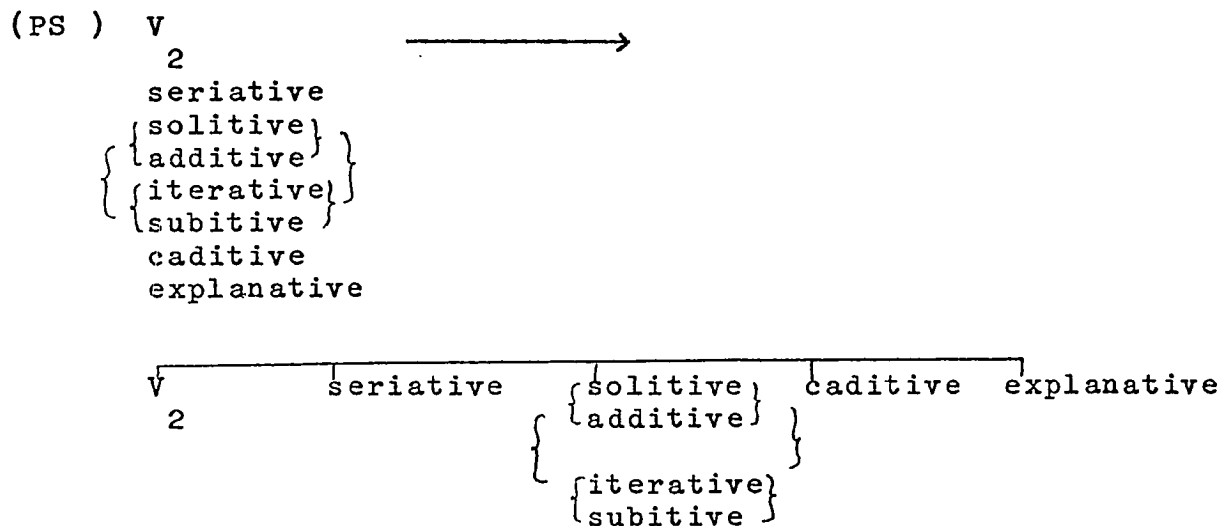 (PS ) V
2
seriative
solitive
additive
iterative
subitive
caditive
explanative
V seriative solitive caditive explanative
2 additive
iterative
subitive